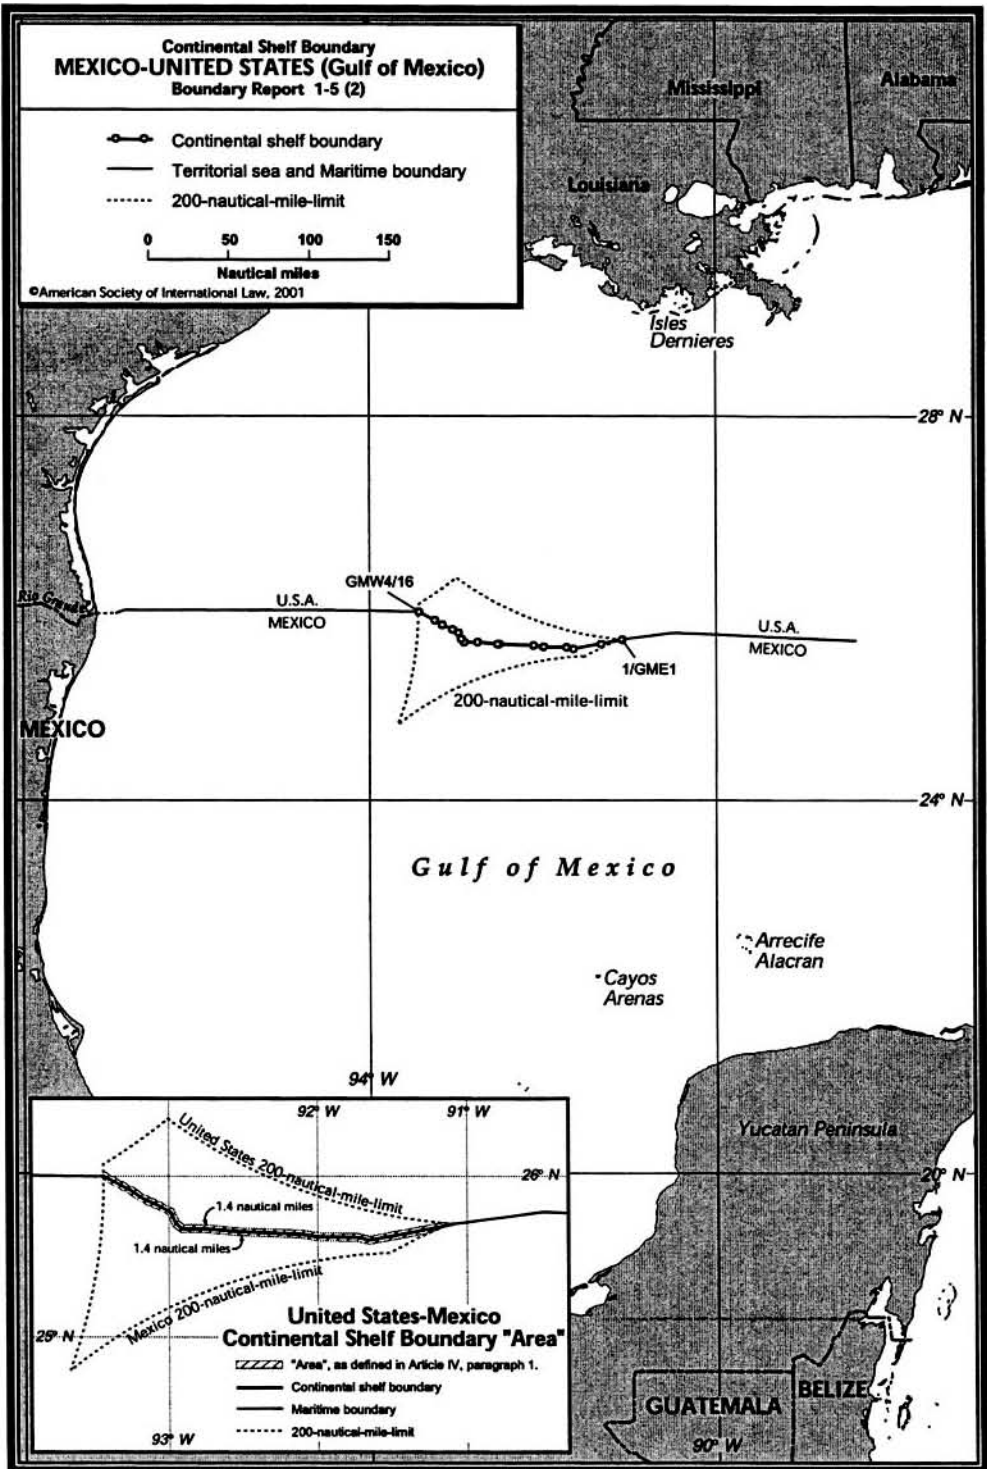 Continental Shelf Boundary
MEXICO-UNITED STATES (Gulf of Mexico)
Boundary Report 1-5 (2)
Continental shelf boundary
Territorial sea and Maritime boundary
200-nautical-mile-limit
0 50 100 150
Nautical miles
©American Society of International Law, 2001
Mississippi
Alabama
Louisiana
Isles
Dernieres
28° N
GMW4/16
Rio Grande
U.S.A.
MEXICO
U.S.A.
MEXICO
1/GME1
200-nautical-mile-limit
MEXICO
24° N
Gulf of Mexico
Arrecife
Alacran
Cayos
Arenas
94° W
Yucatan Peninsula
20° N
92° W
91° W
United States 200-nautical-mile-limit
26° N
1.4 nautical miles
1.4 nautical miles
Mexico 200-nautical-mile-limit
25° N
United States-Mexico
Continental Shelf Boundary "Area"
"Area", as defined in Article IV, paragraph 1.
Continental shelf boundary
Maritime boundary
200-nautical-mile-limit
93° W
GUATEMALA
BELIZE
90° W